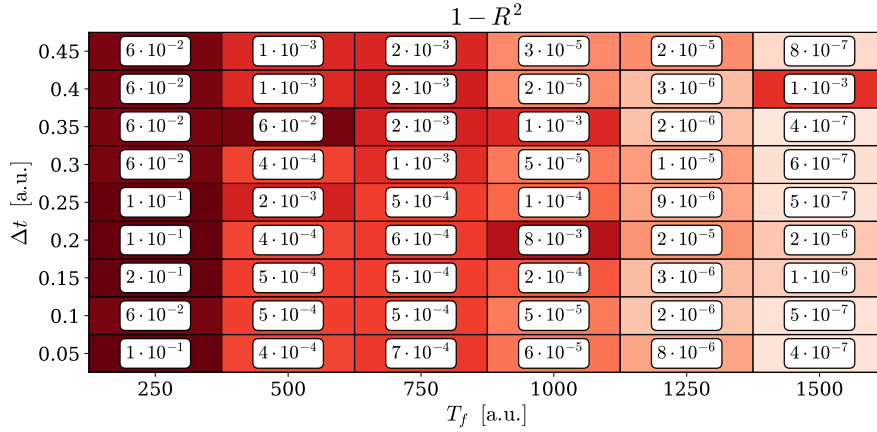 1 − R²
0.45 6 · 10⁻² 1 · 10⁻³ 2 · 10⁻³ 3 · 10⁻⁵ 2 · 10⁻⁵ 8 · 10⁻⁷
0.4 6 · 10⁻² 1 · 10⁻³ 2 · 10⁻³ 2 · 10⁻⁵ 3 · 10⁻⁶ 1 · 10⁻³
0.35 6 · 10⁻² 6 · 10⁻² 2 · 10⁻³ 1 · 10⁻³ 2 · 10⁻⁶ 4 · 10⁻⁷
0.3 6 · 10⁻² 4 · 10⁻⁴ 1 · 10⁻³ 5 · 10⁻⁵ 1 · 10⁻⁵ 6 · 10⁻⁷
0.25 1 · 10⁻¹ 2 · 10⁻³ 5 · 10⁻⁴ 1 · 10⁻⁴ 9 · 10⁻⁶ 5 · 10⁻⁷
0.2 1 · 10⁻¹ 4 · 10⁻⁴ 6 · 10⁻⁴ 8 · 10⁻³ 2 · 10⁻⁵ 2 · 10⁻⁶
0.15 2 · 10⁻¹ 5 · 10⁻⁴ 5 · 10⁻⁴ 2 · 10⁻⁴ 3 · 10⁻⁶ 1 · 10⁻⁶
0.1 6 · 10⁻² 5 · 10⁻⁴ 5 · 10⁻⁴ 5 · 10⁻⁵ 2 · 10⁻⁶ 5 · 10⁻⁷
0.05 1 · 10⁻¹ 4 · 10⁻⁴ 7 · 10⁻⁴ 6 · 10⁻⁵ 8 · 10⁻⁶ 4 · 10⁻⁷
250 500 750 1000 1250 1500
T_f [a.u.]
Δt [a.u.]